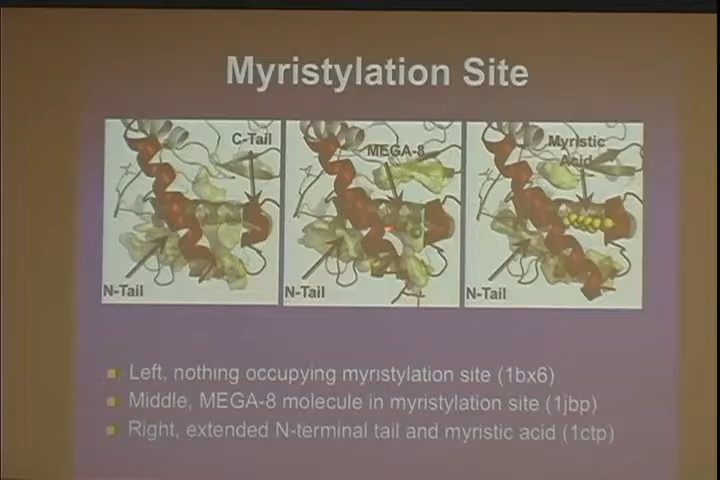 Myristylation Site
C-Tail
MEGA-8
Myristic
Acid
N-Tail
N-Tail
N-Tail
Left, nothing occupying myristylation site (1bx6)
Middle, MEGA-8 molecule in myristylation site (1jbp)
Right, extended N-terminal tail and myristic acid (1ctp)